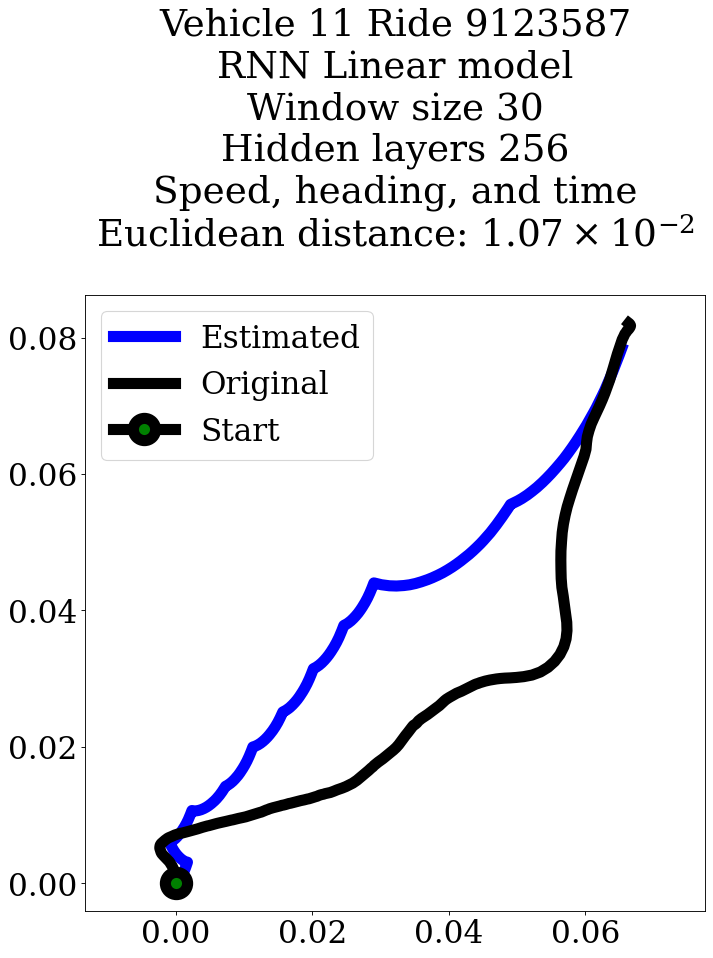 Vehicle 11 Ride 9123587
RNN Linear model
Window size 30
Hidden layers 256
Speed, heading, and time
Euclidean distance: 1.07 × 10⁻²
Estimated
Original
Start
0.08
0.06
0.04
0.02
0.00
0.00 0.02 0.04 0.06